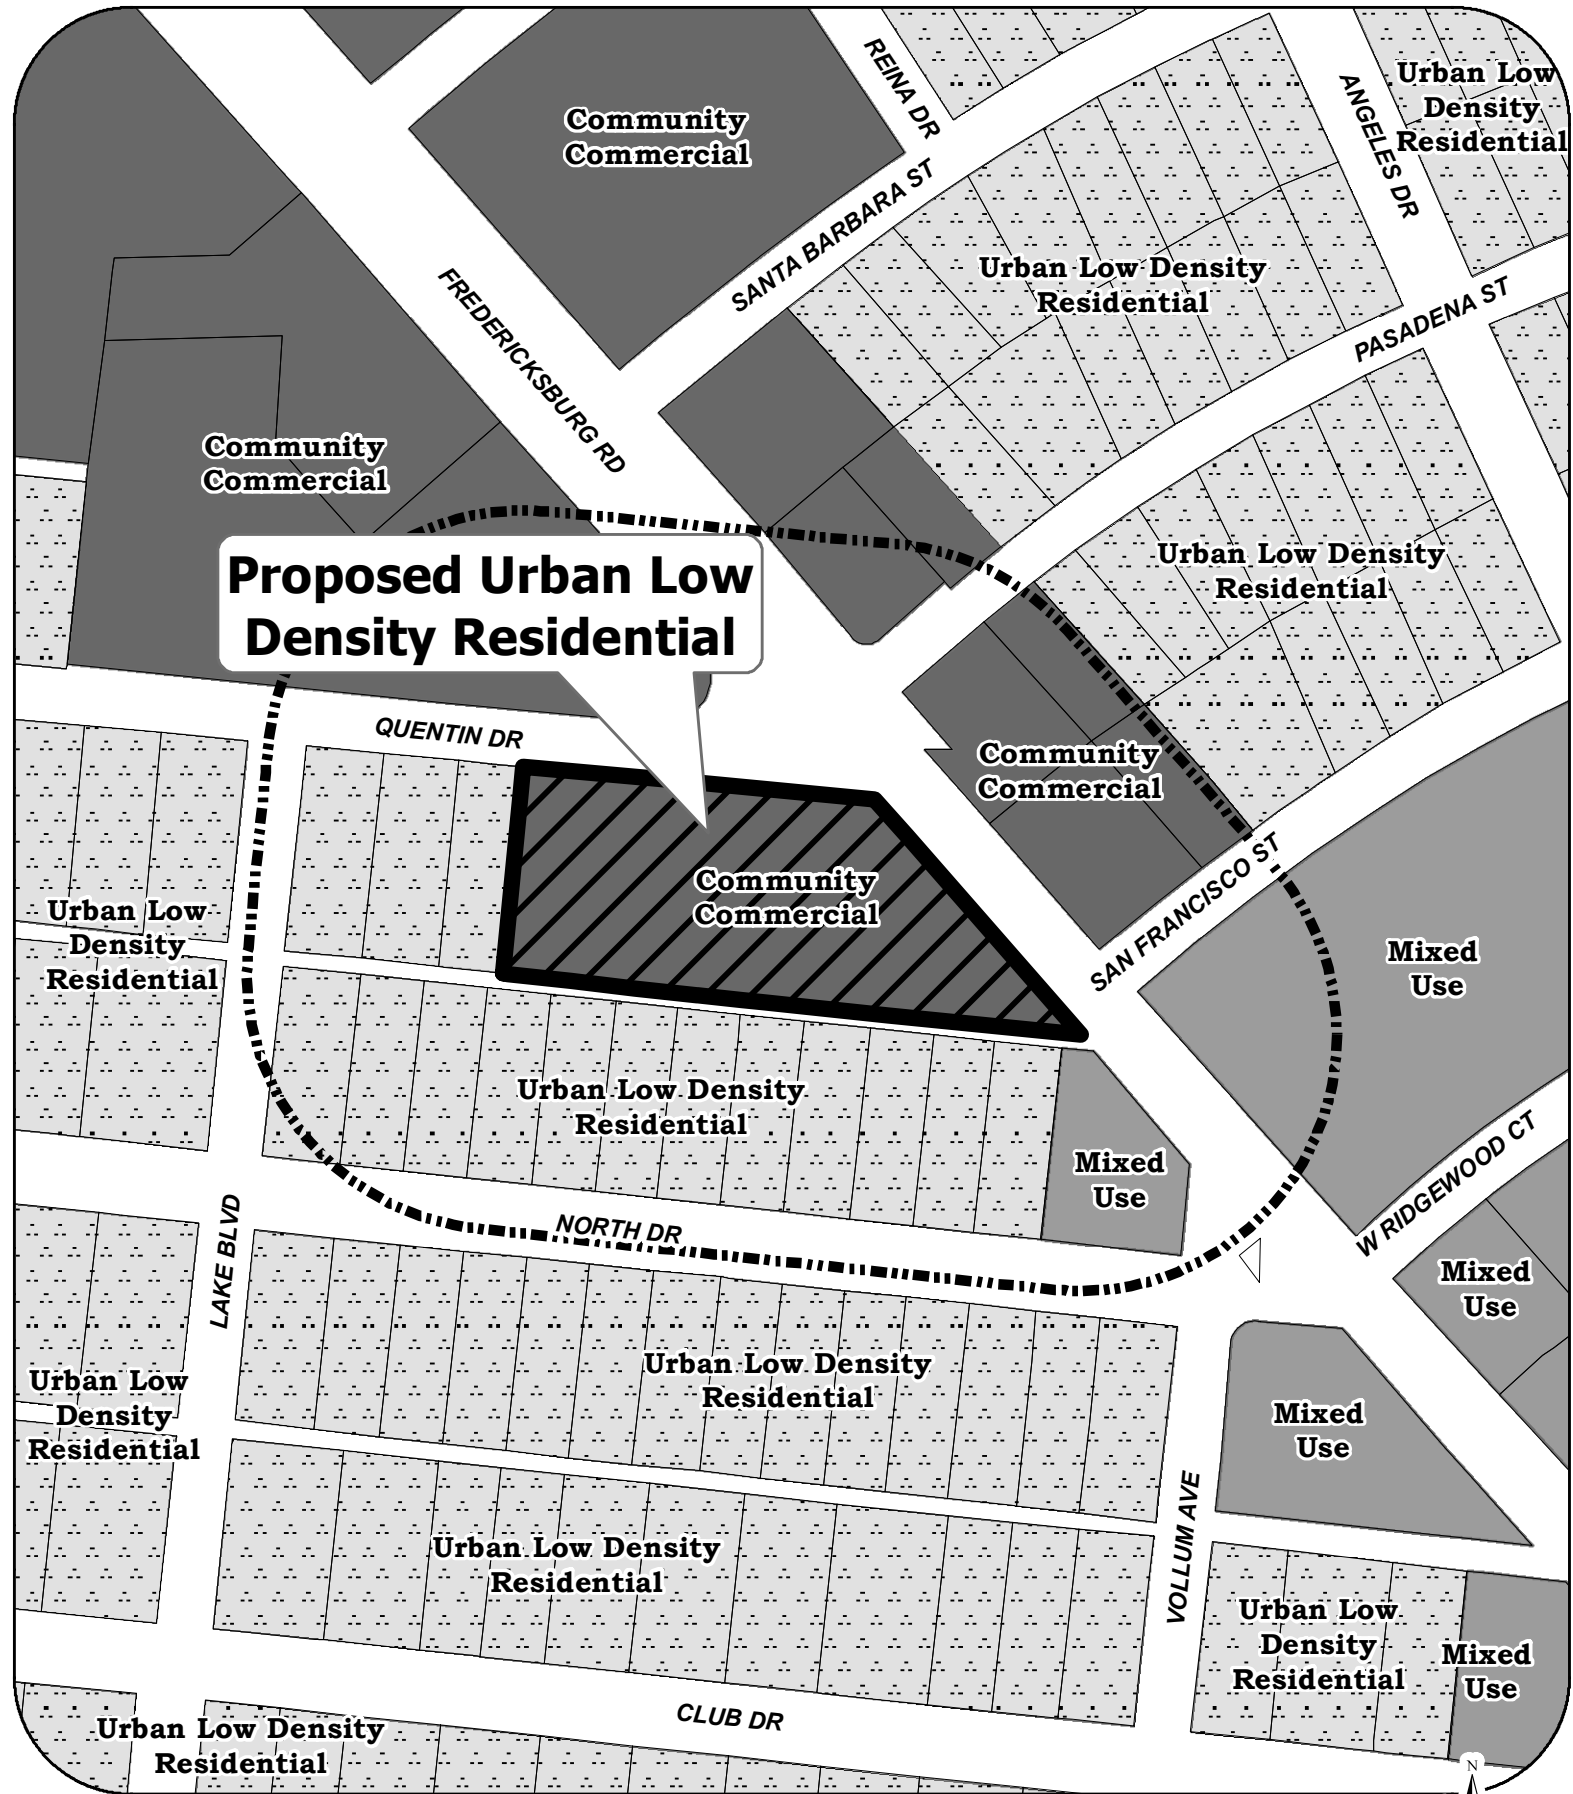 REINA DR
ANGELES DR
Urban Low
Density
Residential
Community
Commercial
SANTA BARBARA ST
Urban Low Density
Residential
PASADENA ST
FREDERICKSBURG RD
Community
Commercial
Proposed Urban Low
Density Residential
Urban Low Density
Residential
QUENTIN DR
Community
Commercial
Community
Commercial
SAN FRANCISCO ST
Urban Low
Density
Residential
Mixed
Use
Urban Low Density
Residential
Mixed
Use
W RIDGEWOOD CT
LAKE BLVD
NORTH DR
Mixed
Use
Urban Low Density
Residential
Urban Low
Density
Residential
Mixed
Use
VOLLUM AVE
Urban Low Density
Residential
Urban Low
Density
Residential
Mixed
Use
CLUB DR
Urban Low Density
Residential
N